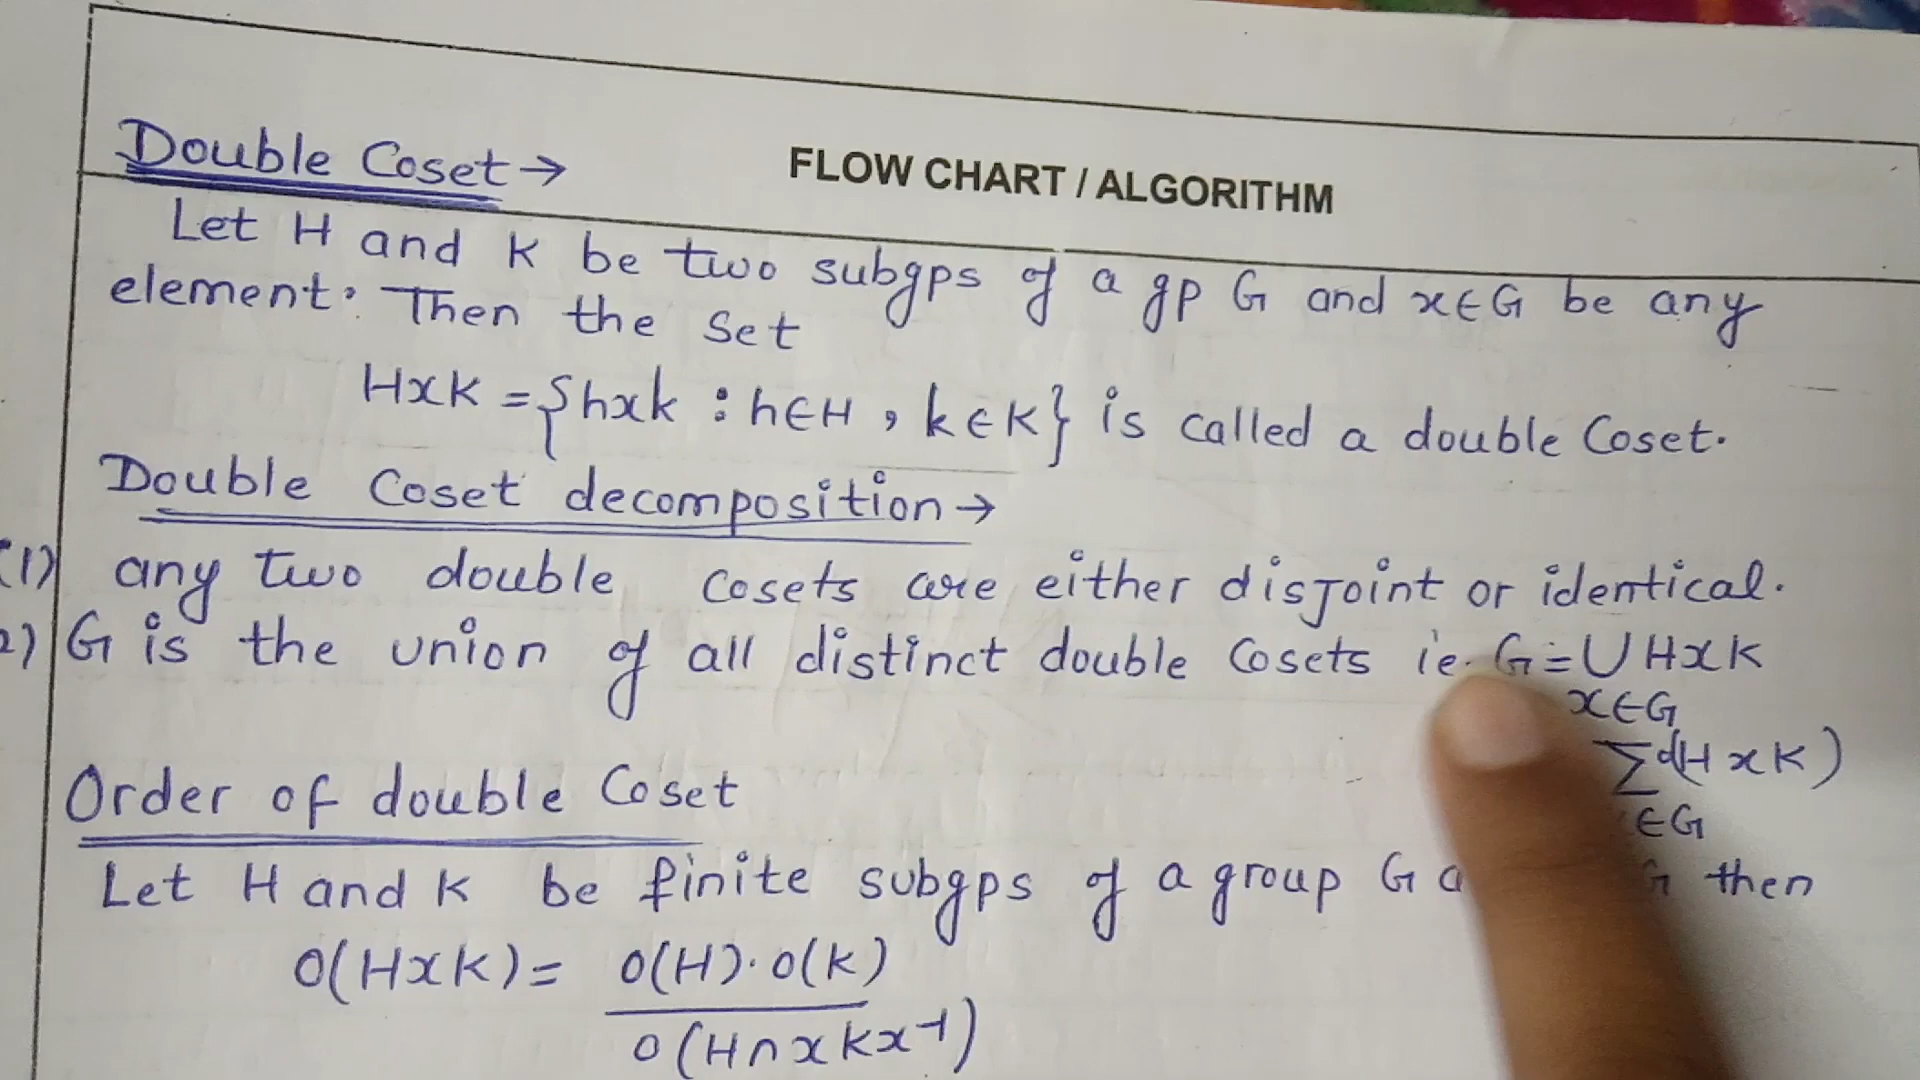 Double Coset →
FLOW CHART / ALGORITHM
Let H and K be two subgps of a gp G and x∈G be any
element. Then the set
HxK = {hxk : h∈H, k∈K} is called a double Coset.
Double Coset decomposition →
(1) any two double cosets are either disjoint or identical.
2) G is the union of all distinct double Cosets ie. G = ∪ HxK
x∈G
∑ (HxK)
∈G
Order of double Coset
Let H and K be finite subgps of a group G then
O(HxK) = O(H)·O(K)
O(H∩xKx⁻¹)